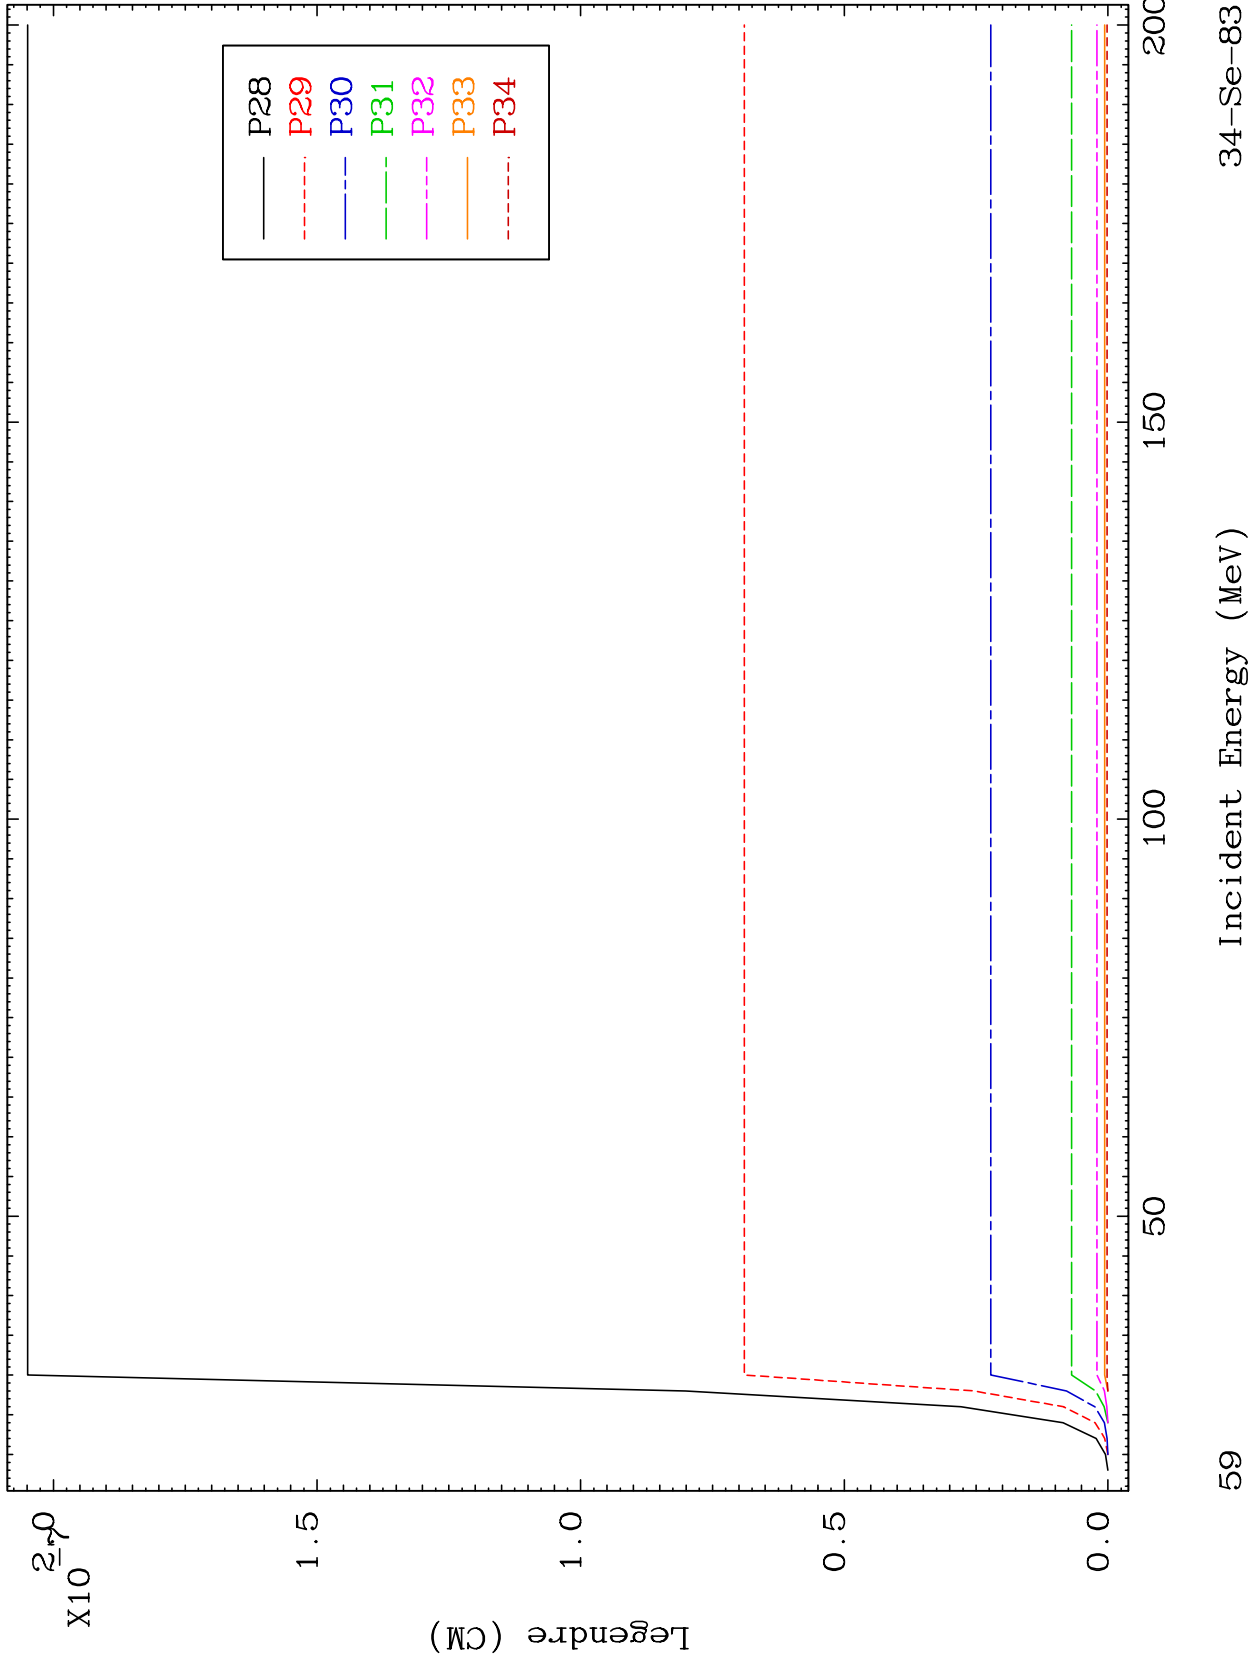 X10 -7
2.0
1.5
1.0
0.5
0.0
Legendre (CM)
P28
P29
P30
P31
P32
P33
P34
50
100
150
200
Incident Energy (MeV)
59
34-Se-83